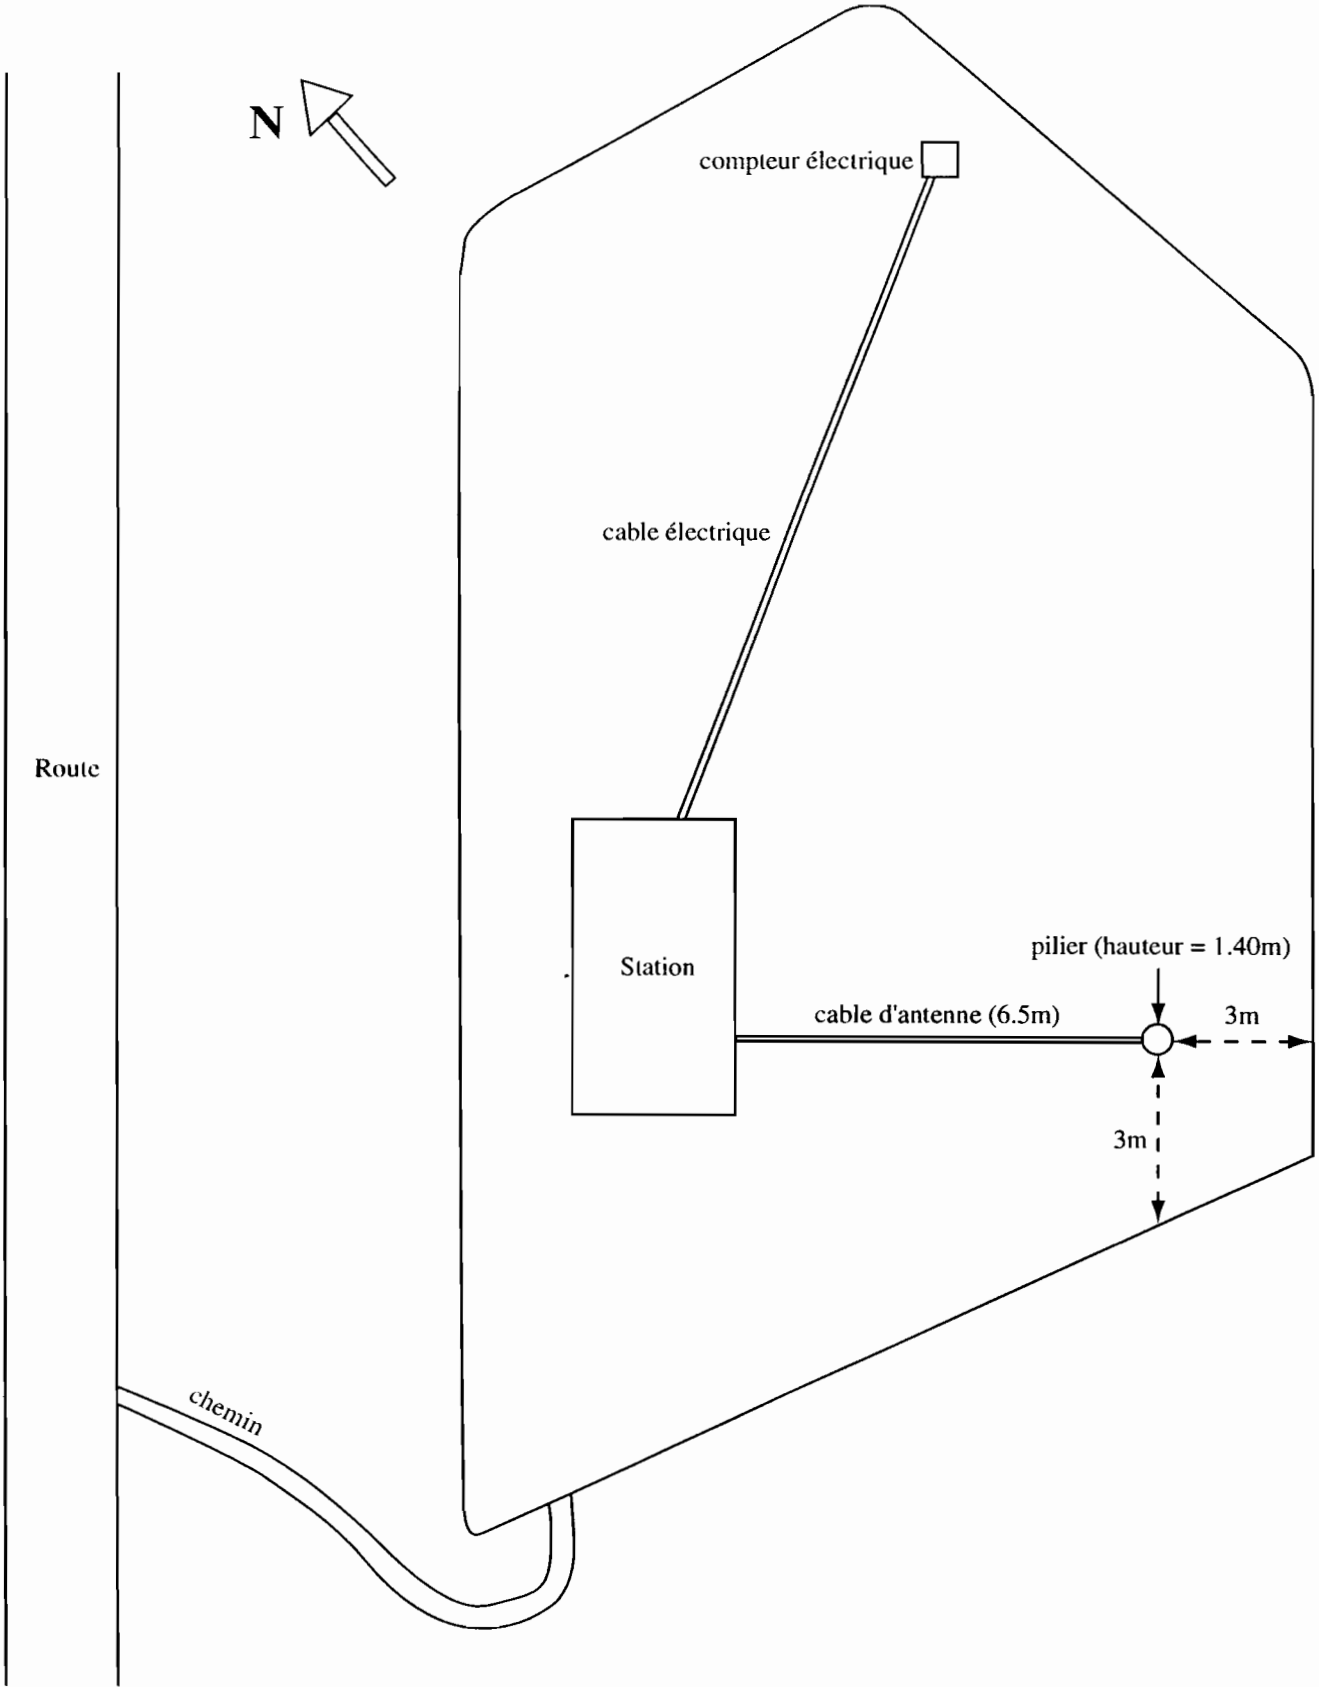 N
compteur électrique
cable électrique
Route
Station
pilier (hauteur = 1.40m)
cable d'antenne (6.5m)
3m
3m
chemin